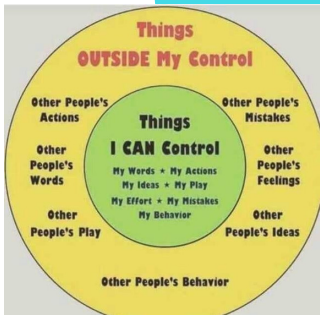 Things
OUTSIDE My Control
Other People's
Actions
Other People's
Mistakes
Things
I CAN Control
My Words ★ My Actions
My Ideas ★ My Play
My Effort ★ My Mistakes
My Behavior
Other
People's
Words
Other
People's
Feelings
Other
People's Play
Other
People's Ideas
Other People's Behavior